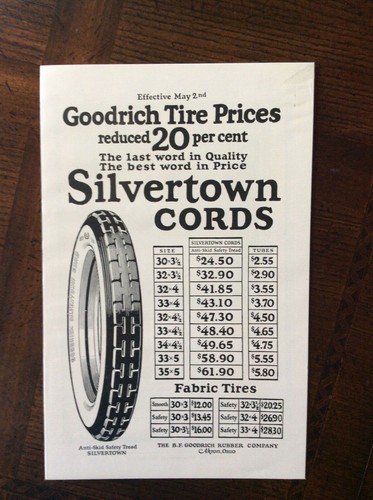 Effective May 2nd
Goodrich Tire Prices
reduced 20 per cent
The last word in Quality
The best word in Price
Silvertown
CORDS
SIZE SILVERTOWN CORDS Anti-Skid Safety Tread TUBES
30-3½ $24.50 $2.55
32-3½ $32.90 $2.90
32-4 $41.85 $3.55
33-4 $43.10 $3.70
32-4½ $47.30 $4.50
33-4½ $48.40 $4.65
34-4½ $49.65 $4.75
33-5 $58.90 $5.55
35-5 $61.90 $5.80
Fabric Tires
Smooth 30-3 $12.00 Safety 32-3½ $20.25
Safety 30-3 $13.45 Safety 32-4 $26.90
Safety 30-3½ $16.00 Safety 33-4 $28.30
Anti-Skid Safety Tread
SILVERTOWN
THE B. F. GOODRICH RUBBER COMPANY
Akron, Ohio